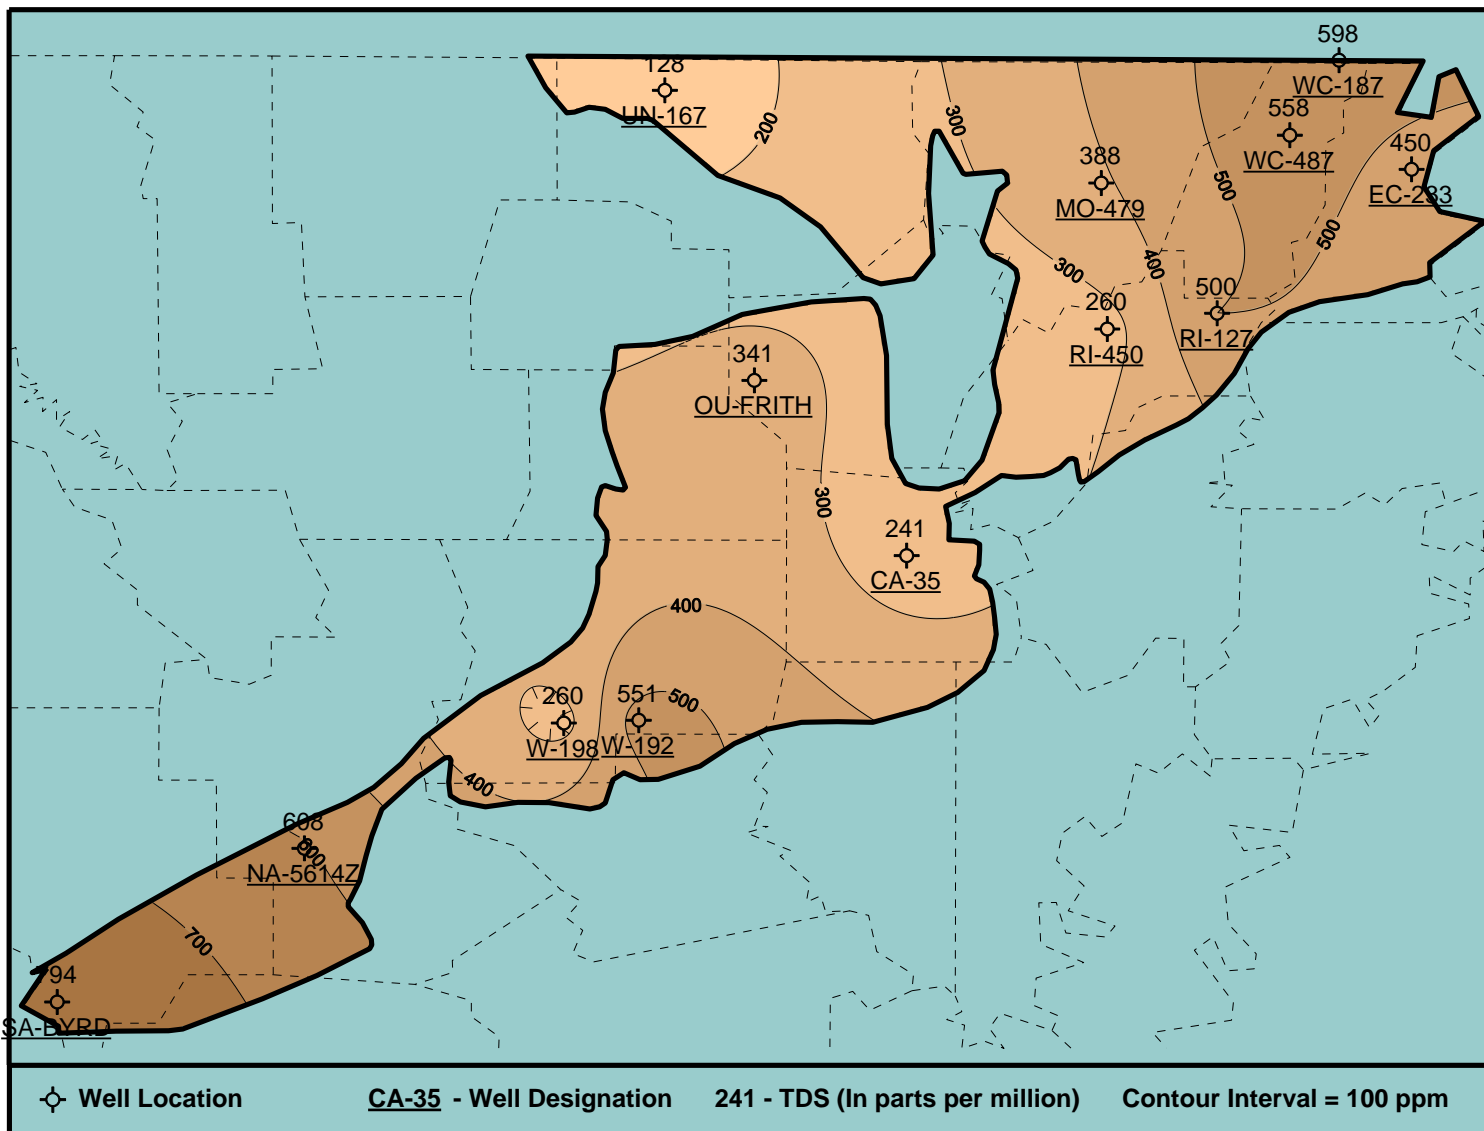 598
WC-187
128
UN-167
200
300
558
WC-487
450
EC-233
388
MO-479
500
500
400
300
260
RI-450
500
RI-127
341
OU-FRITH
300
241
CA-35
400
260
W-198
551
W-192
500
400
608
600
NA-5614Z
700
794
SA-BYRD
Well Location CA-35 - Well Designation 241 - TDS (In parts per million) Contour Interval = 100 ppm